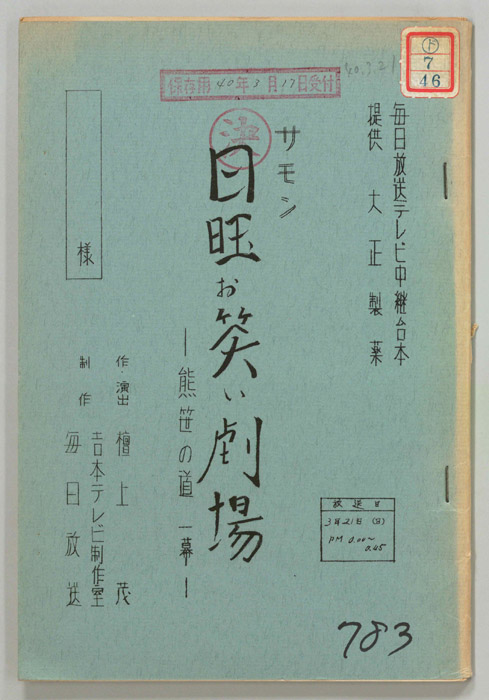 毎日放送テレビ中継台本
提供 大正製薬
サモン
日旺お笑い劇場
―熊笹の道 一幕―
作・演出 檀上茂
吉本テレビ制作室
制作 毎日放送
様
放送日
3月21日(日)
PM 0.00~
0.45
783
保存用 40年3月17日受付
済
40.3.21
ト
7
46